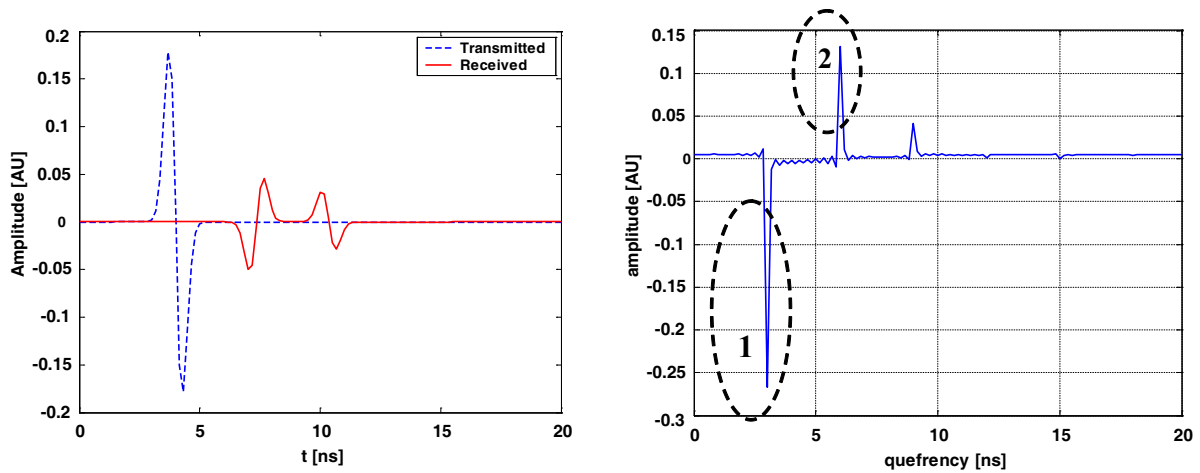 0.2
0.15
0.1
0.05
0
-0.05
-0.1
-0.15
-0.2
Amplitude [AU]
Transmitted
Received
0 5 10 15 20
t [ns]
0.15
0.1
0.05
0
-0.05
-0.1
-0.15
-0.2
-0.25
-0.3
amplitude [AU]
2
1
0 5 10 15 20
quefrency [ns]